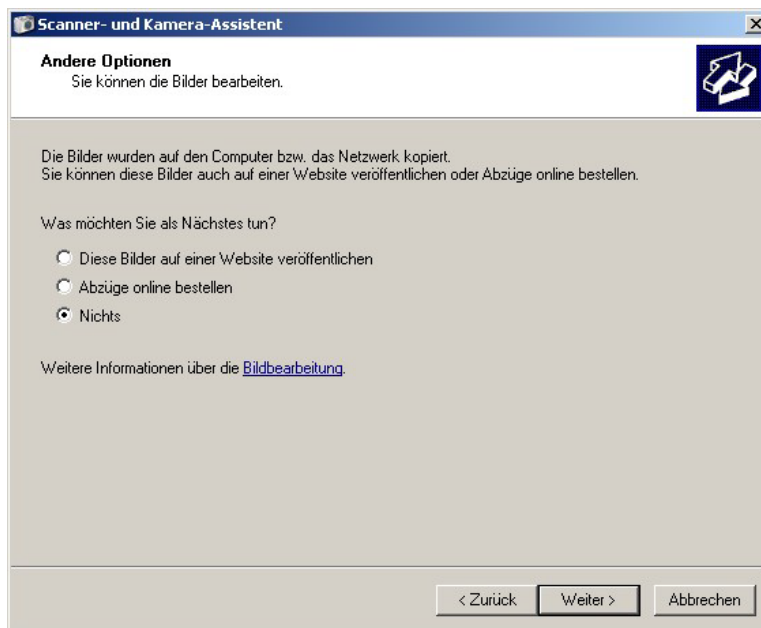 Scanner- und Kamera-Assistent
Andere Optionen
Sie können die Bilder bearbeiten.
Die Bilder wurden auf den Computer bzw. das Netzwerk kopiert.
Sie können diese Bilder auch auf einer Website veröffentlichen oder Abzüge online bestellen.
Was möchten Sie als Nächstes tun?
Diese Bilder auf einer Website veröffentlichen
Abzüge online bestellen
Nichts
Weitere Informationen über die Bildbearbeitung.
< Zurück Weiter > Abbrechen